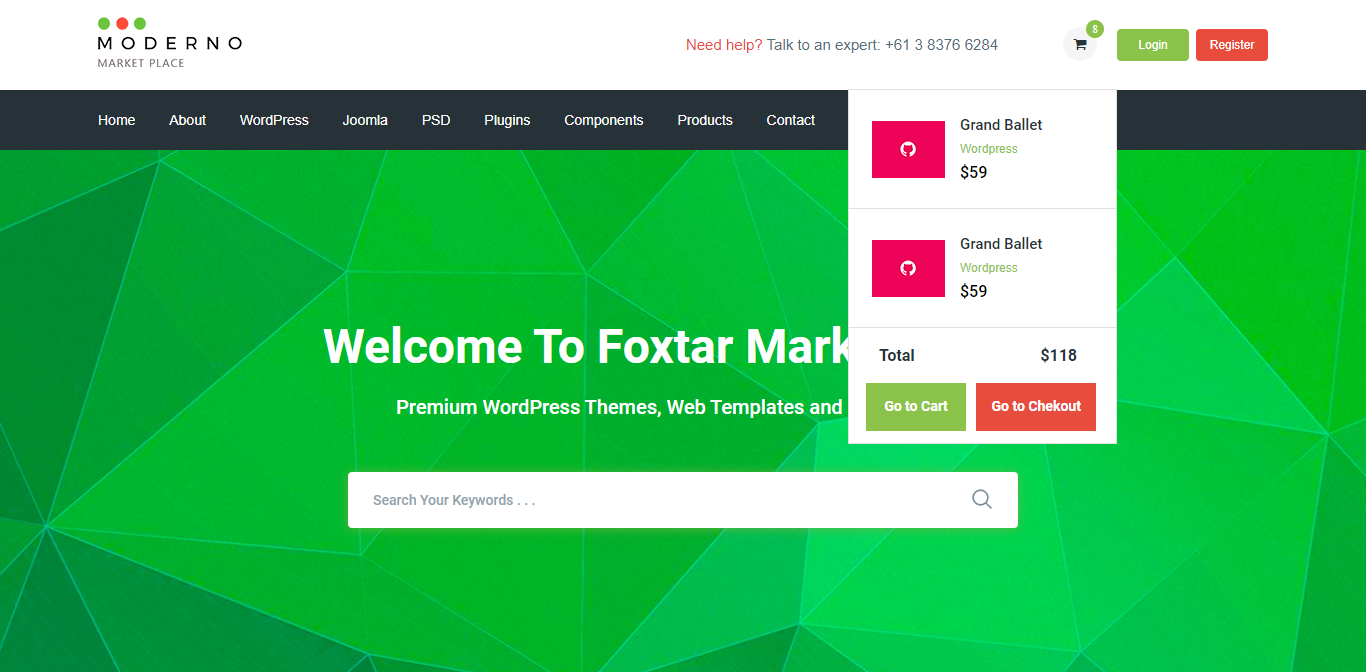 MODERNO
MARKET PLACE
Need help? Talk to an expert: +61 3 8376 6284
8
Login
Register
Home
About
WordPress
Joomla
PSD
Plugins
Components
Products
Contact
Grand Ballet
Wordpress
$59
Grand Ballet
Wordpress
$59
Total $118
Go to Cart
Go to Chekout
Welcome To Foxtar Mark
Premium WordPress Themes, Web Templates and
Search Your Keywords . . .